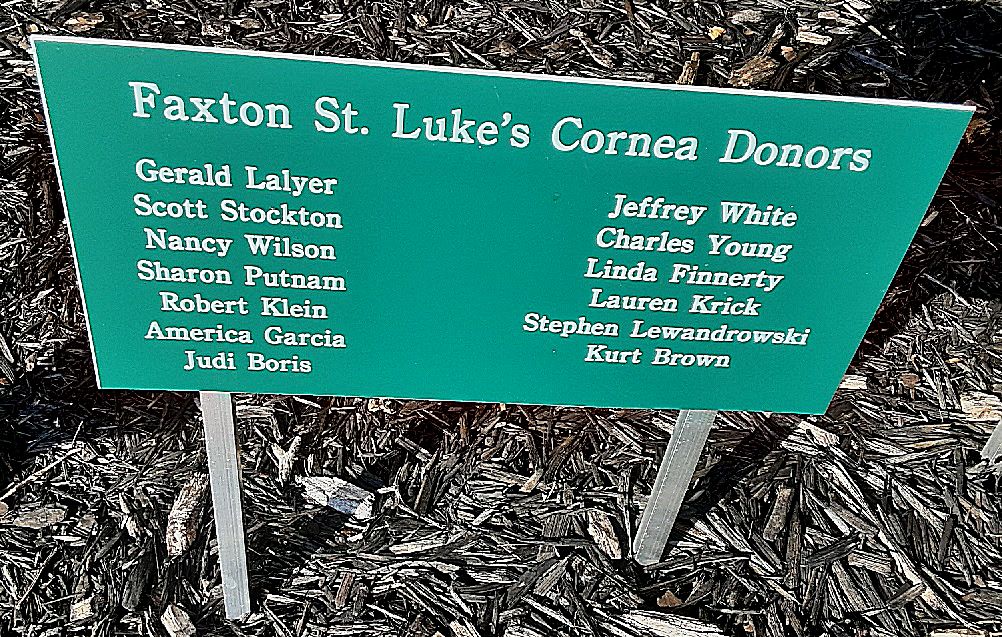 Faxton St. Luke's Cornea Donors
Gerald Lalyer
Scott Stockton
Nancy Wilson
Sharon Putnam
Robert Klein
America Garcia
Judi Boris
Jeffrey White
Charles Young
Linda Finnerty
Lauren Krick
Stephen Lewandrowski
Kurt Brown